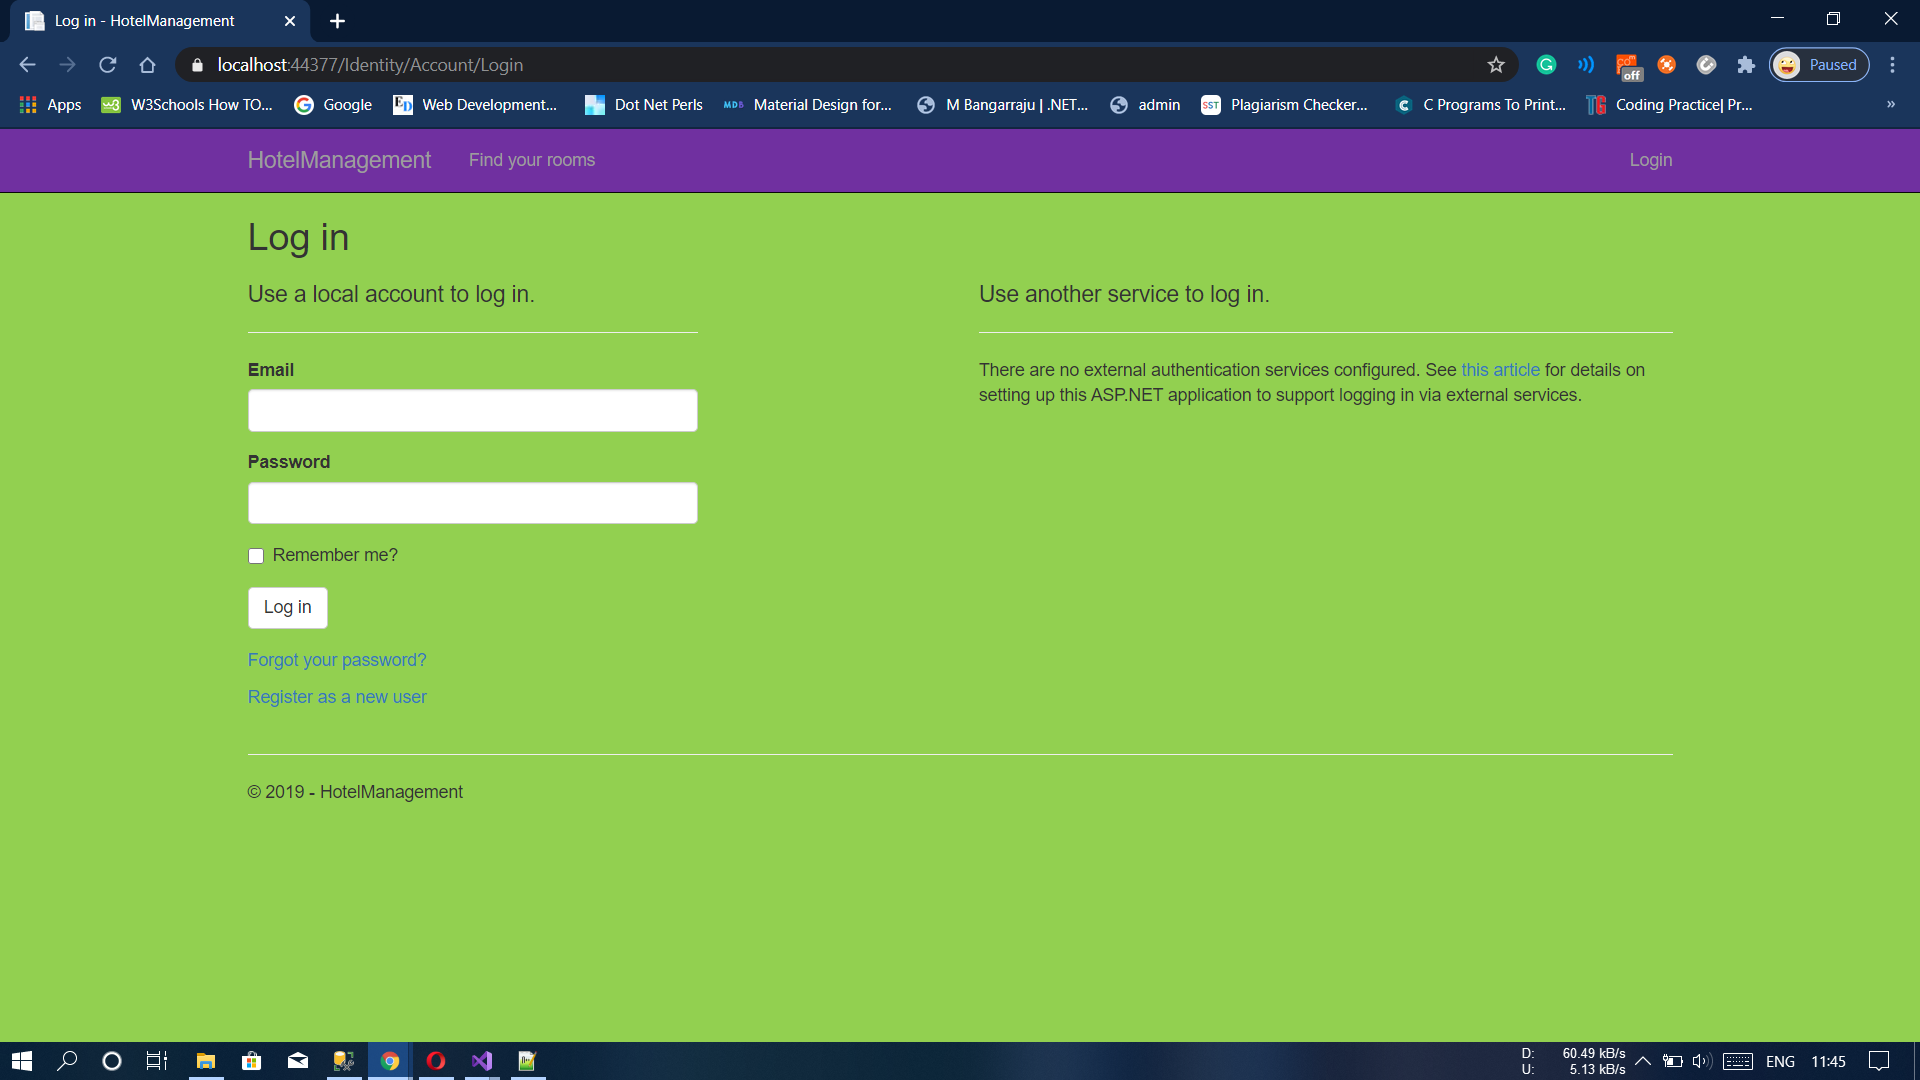 Log in - HotelManagement
localhost:44377/Identity/Account/Login
off
Paused
Apps
W3Schools How TO...
Google
Web Development...
Dot Net Perls
MDB
Material Design for...
M Bangarraju | .NET...
admin
SST
Plagiarism Checker...
C Programs To Print...
Coding Practice| Pr...
»
HotelManagement
Find your rooms
Login
Log in
Use a local account to log in.
Use another service to log in.
Email
There are no external authentication services configured. See this article for details on
setting up this ASP.NET application to support logging in via external services.
Password
Remember me?
Log in
Forgot your password?
Register as a new user
© 2019 - HotelManagement
D: 60.49 kB/s
U: 5.13 kB/s
ENG
11:45